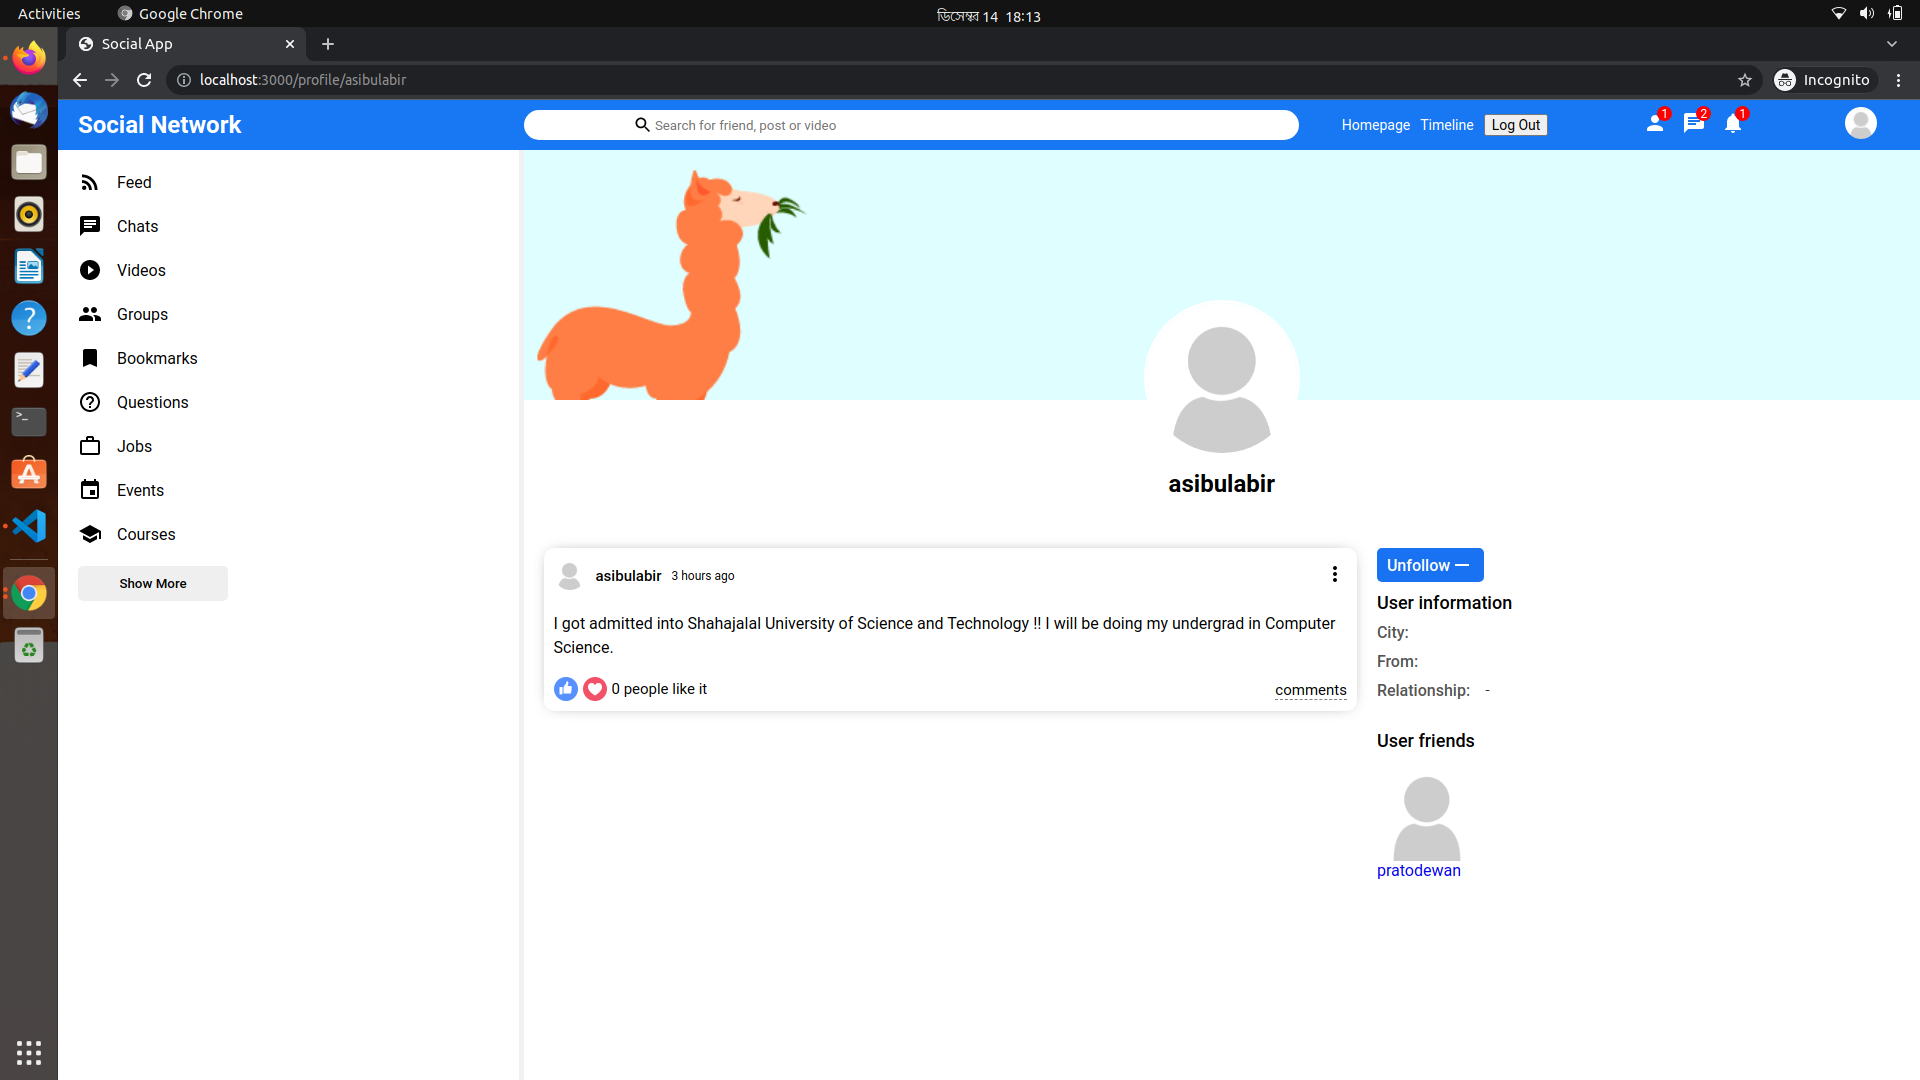 Activities
Google Chrome
ডিসেম্বর 14 18:13
Social App
localhost:3000/profile/asibulabir
Incognito
Social Network
Search for friend, post or video
Homepage
Timeline
Log Out
1
2
1
Feed
Chats
Videos
Groups
Bookmarks
Questions
Jobs
Events
Courses
Show More
asibulabir
asibulabir 3 hours ago
I got admitted into Shahajalal University of Science and Technology !! I will be doing my undergrad in Computer
Science.
0 people like it
comments
Unfollow
User information
City:
From:
Relationship: -
User friends
pratodewan